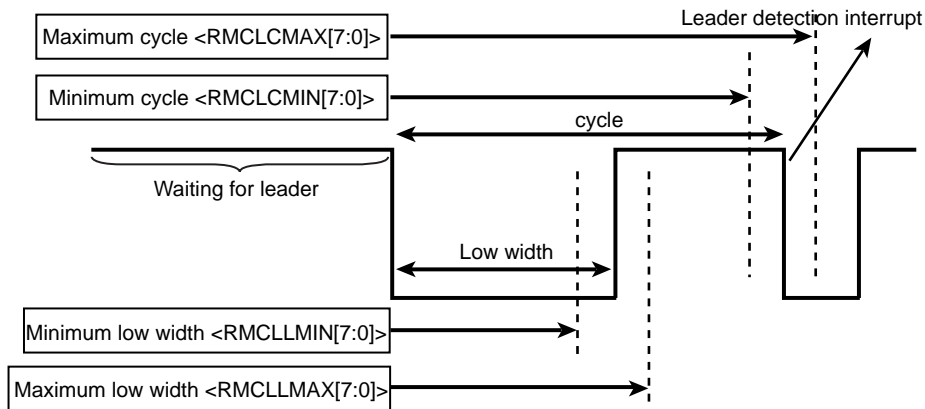 Leader detection interrupt
Maximum cycle <RMCLCMAX[7:0]>
Minimum cycle <RMCLCMIN[7:0]>
cycle
Waiting for leader
Low width
Minimum low width <RMCLLMIN[7:0]>
Maximum low width <RMCLLMAX[7:0]>